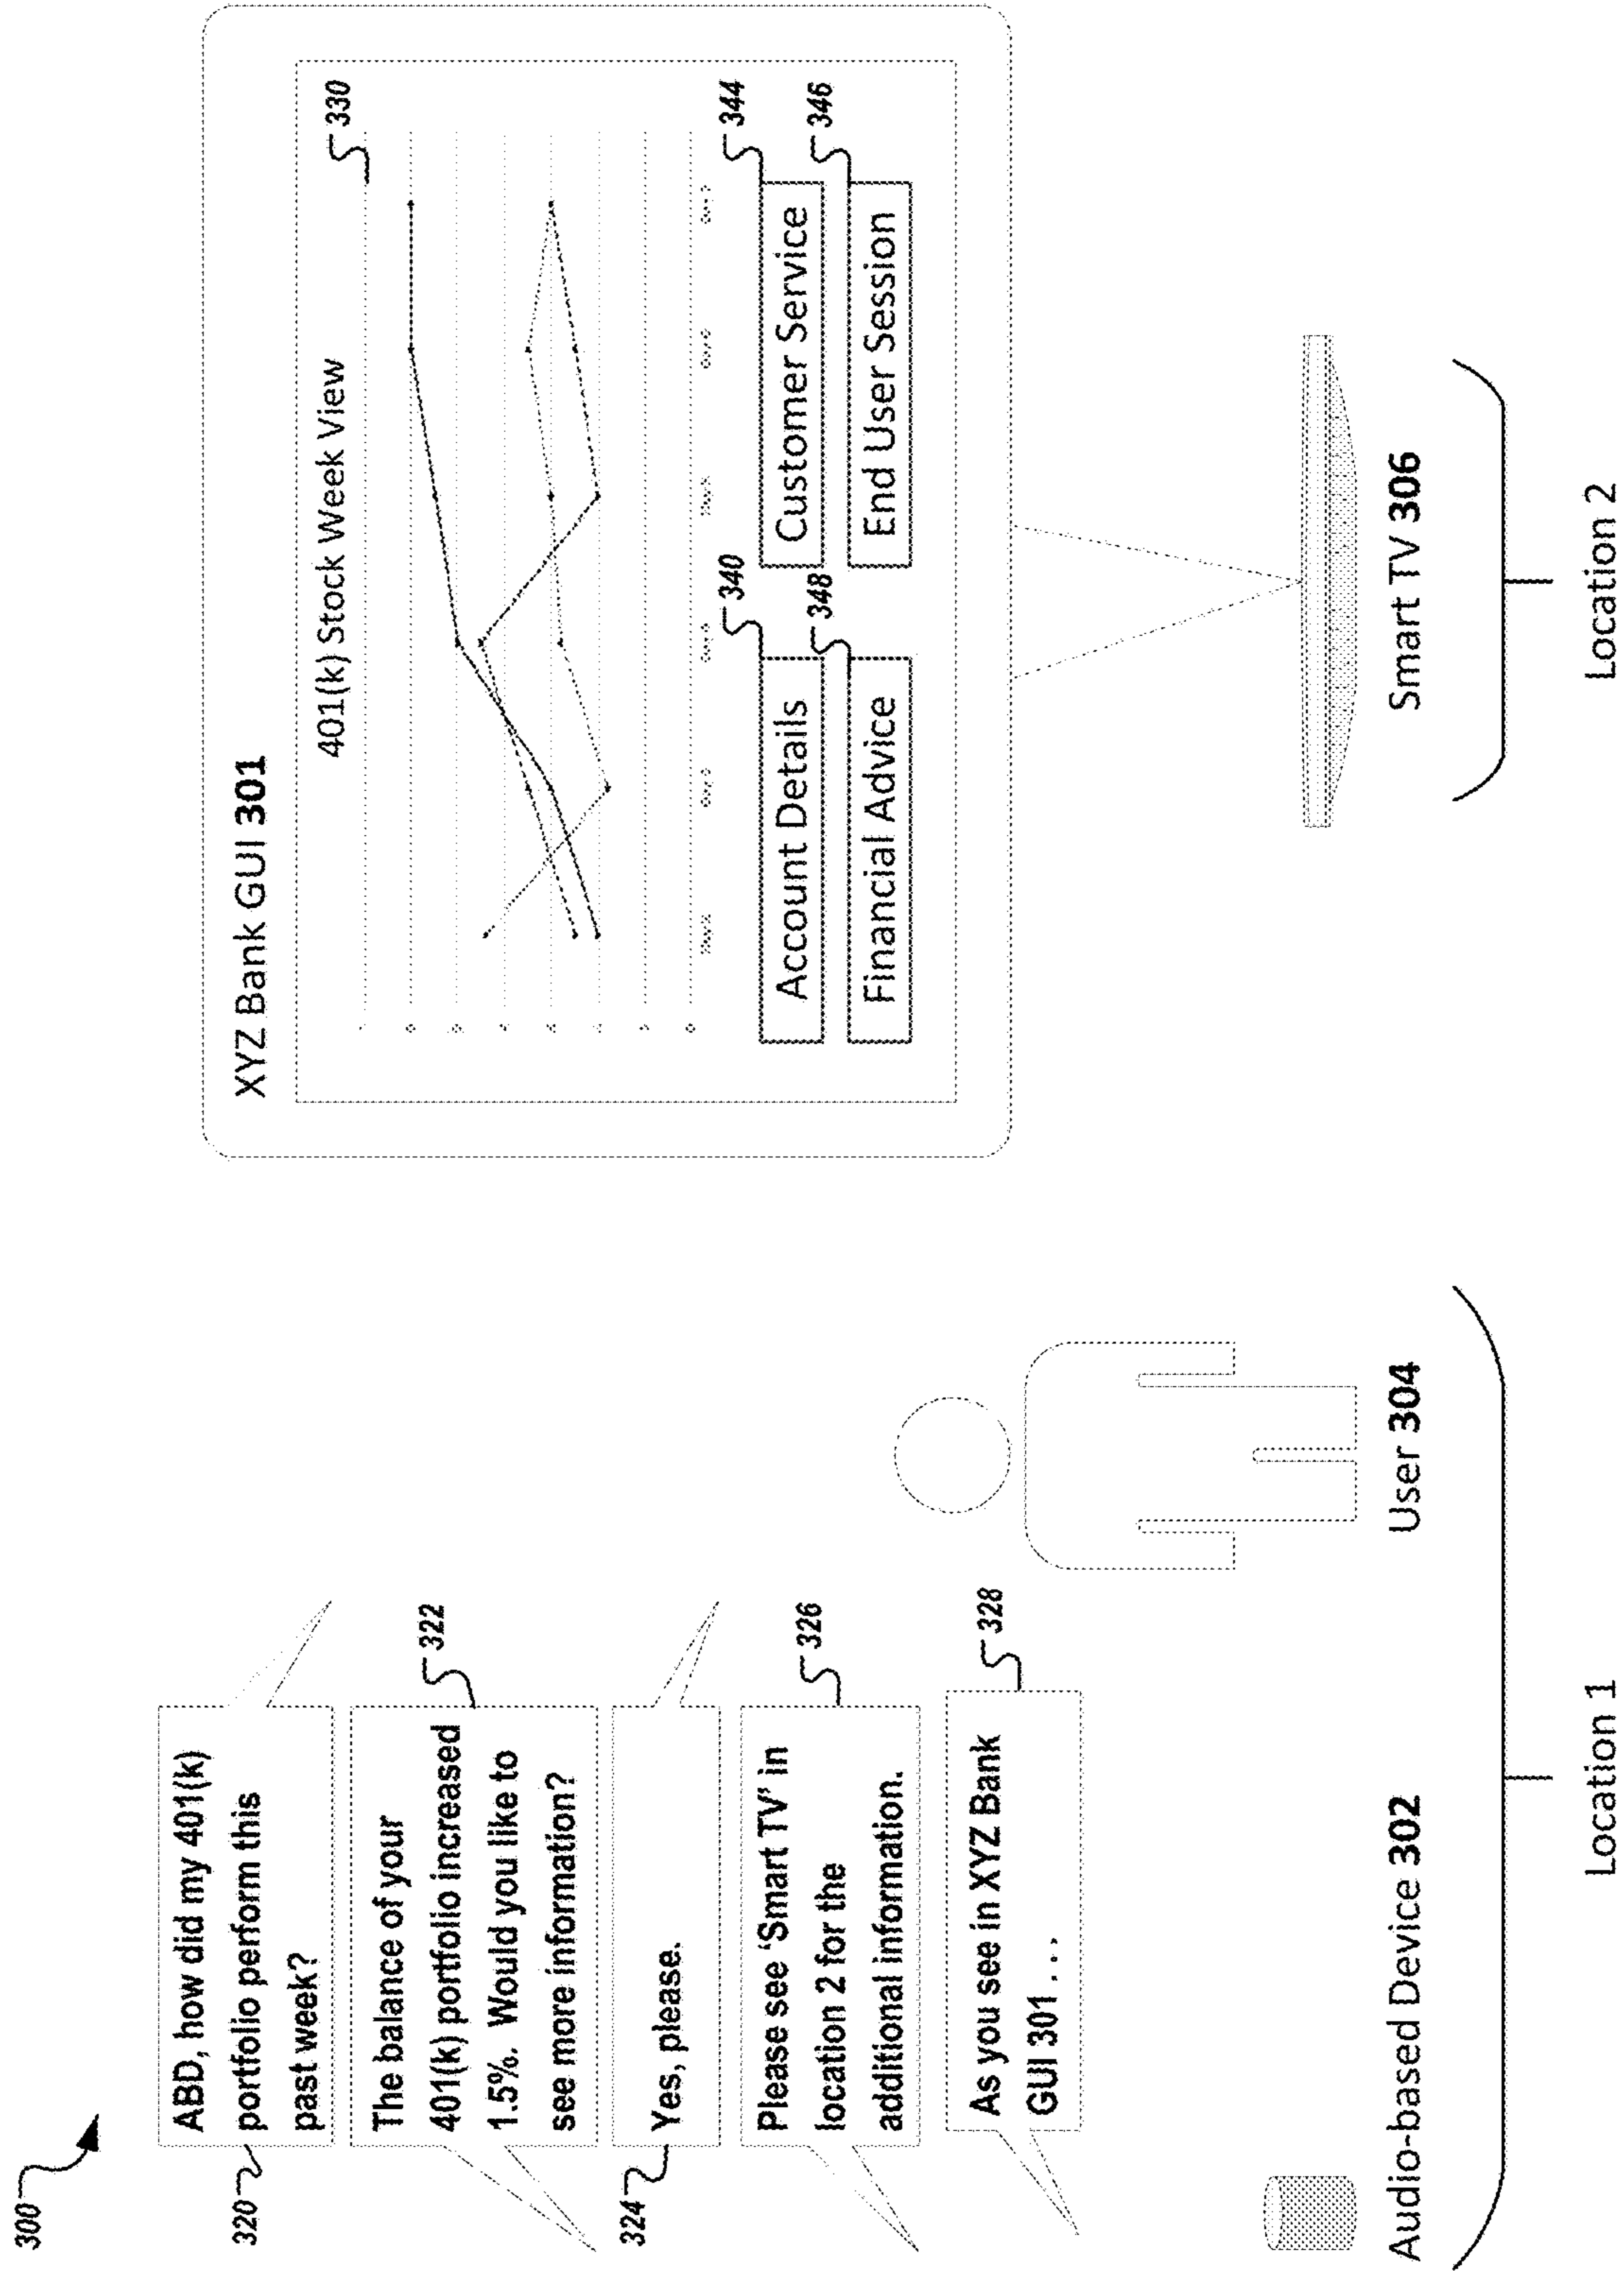 300
320
ABD, how did my 401(k)
portfolio perform this
past week?
322
The balance of your
401(k) portfolio increased
1.5%. Would you like to
see more information?
324
Yes, please.
326
Please see ‘Smart TV’ in
location 2 for the
additional information.
328
As you see in XYZ Bank
GUI 301…
Audio-based Device 302
User 304
Location 1
XYZ Bank GUI 301
401(k) Stock Week View
330
340
Account Details
344
Customer Service
348
Financial Advice
346
End User Session
Smart TV 306
Location 2